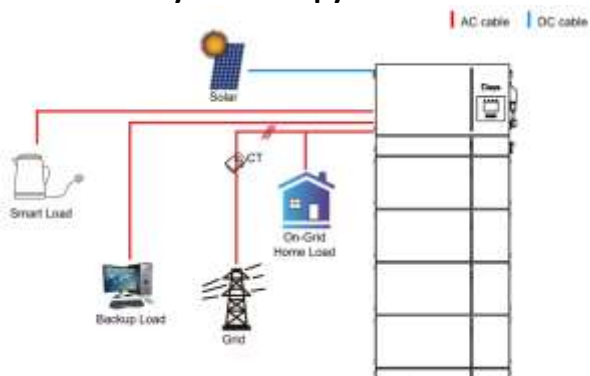 AC cable DC cable
Solar
CT
Smart Load
On-Grid
Home Load
Backup Load
Grid